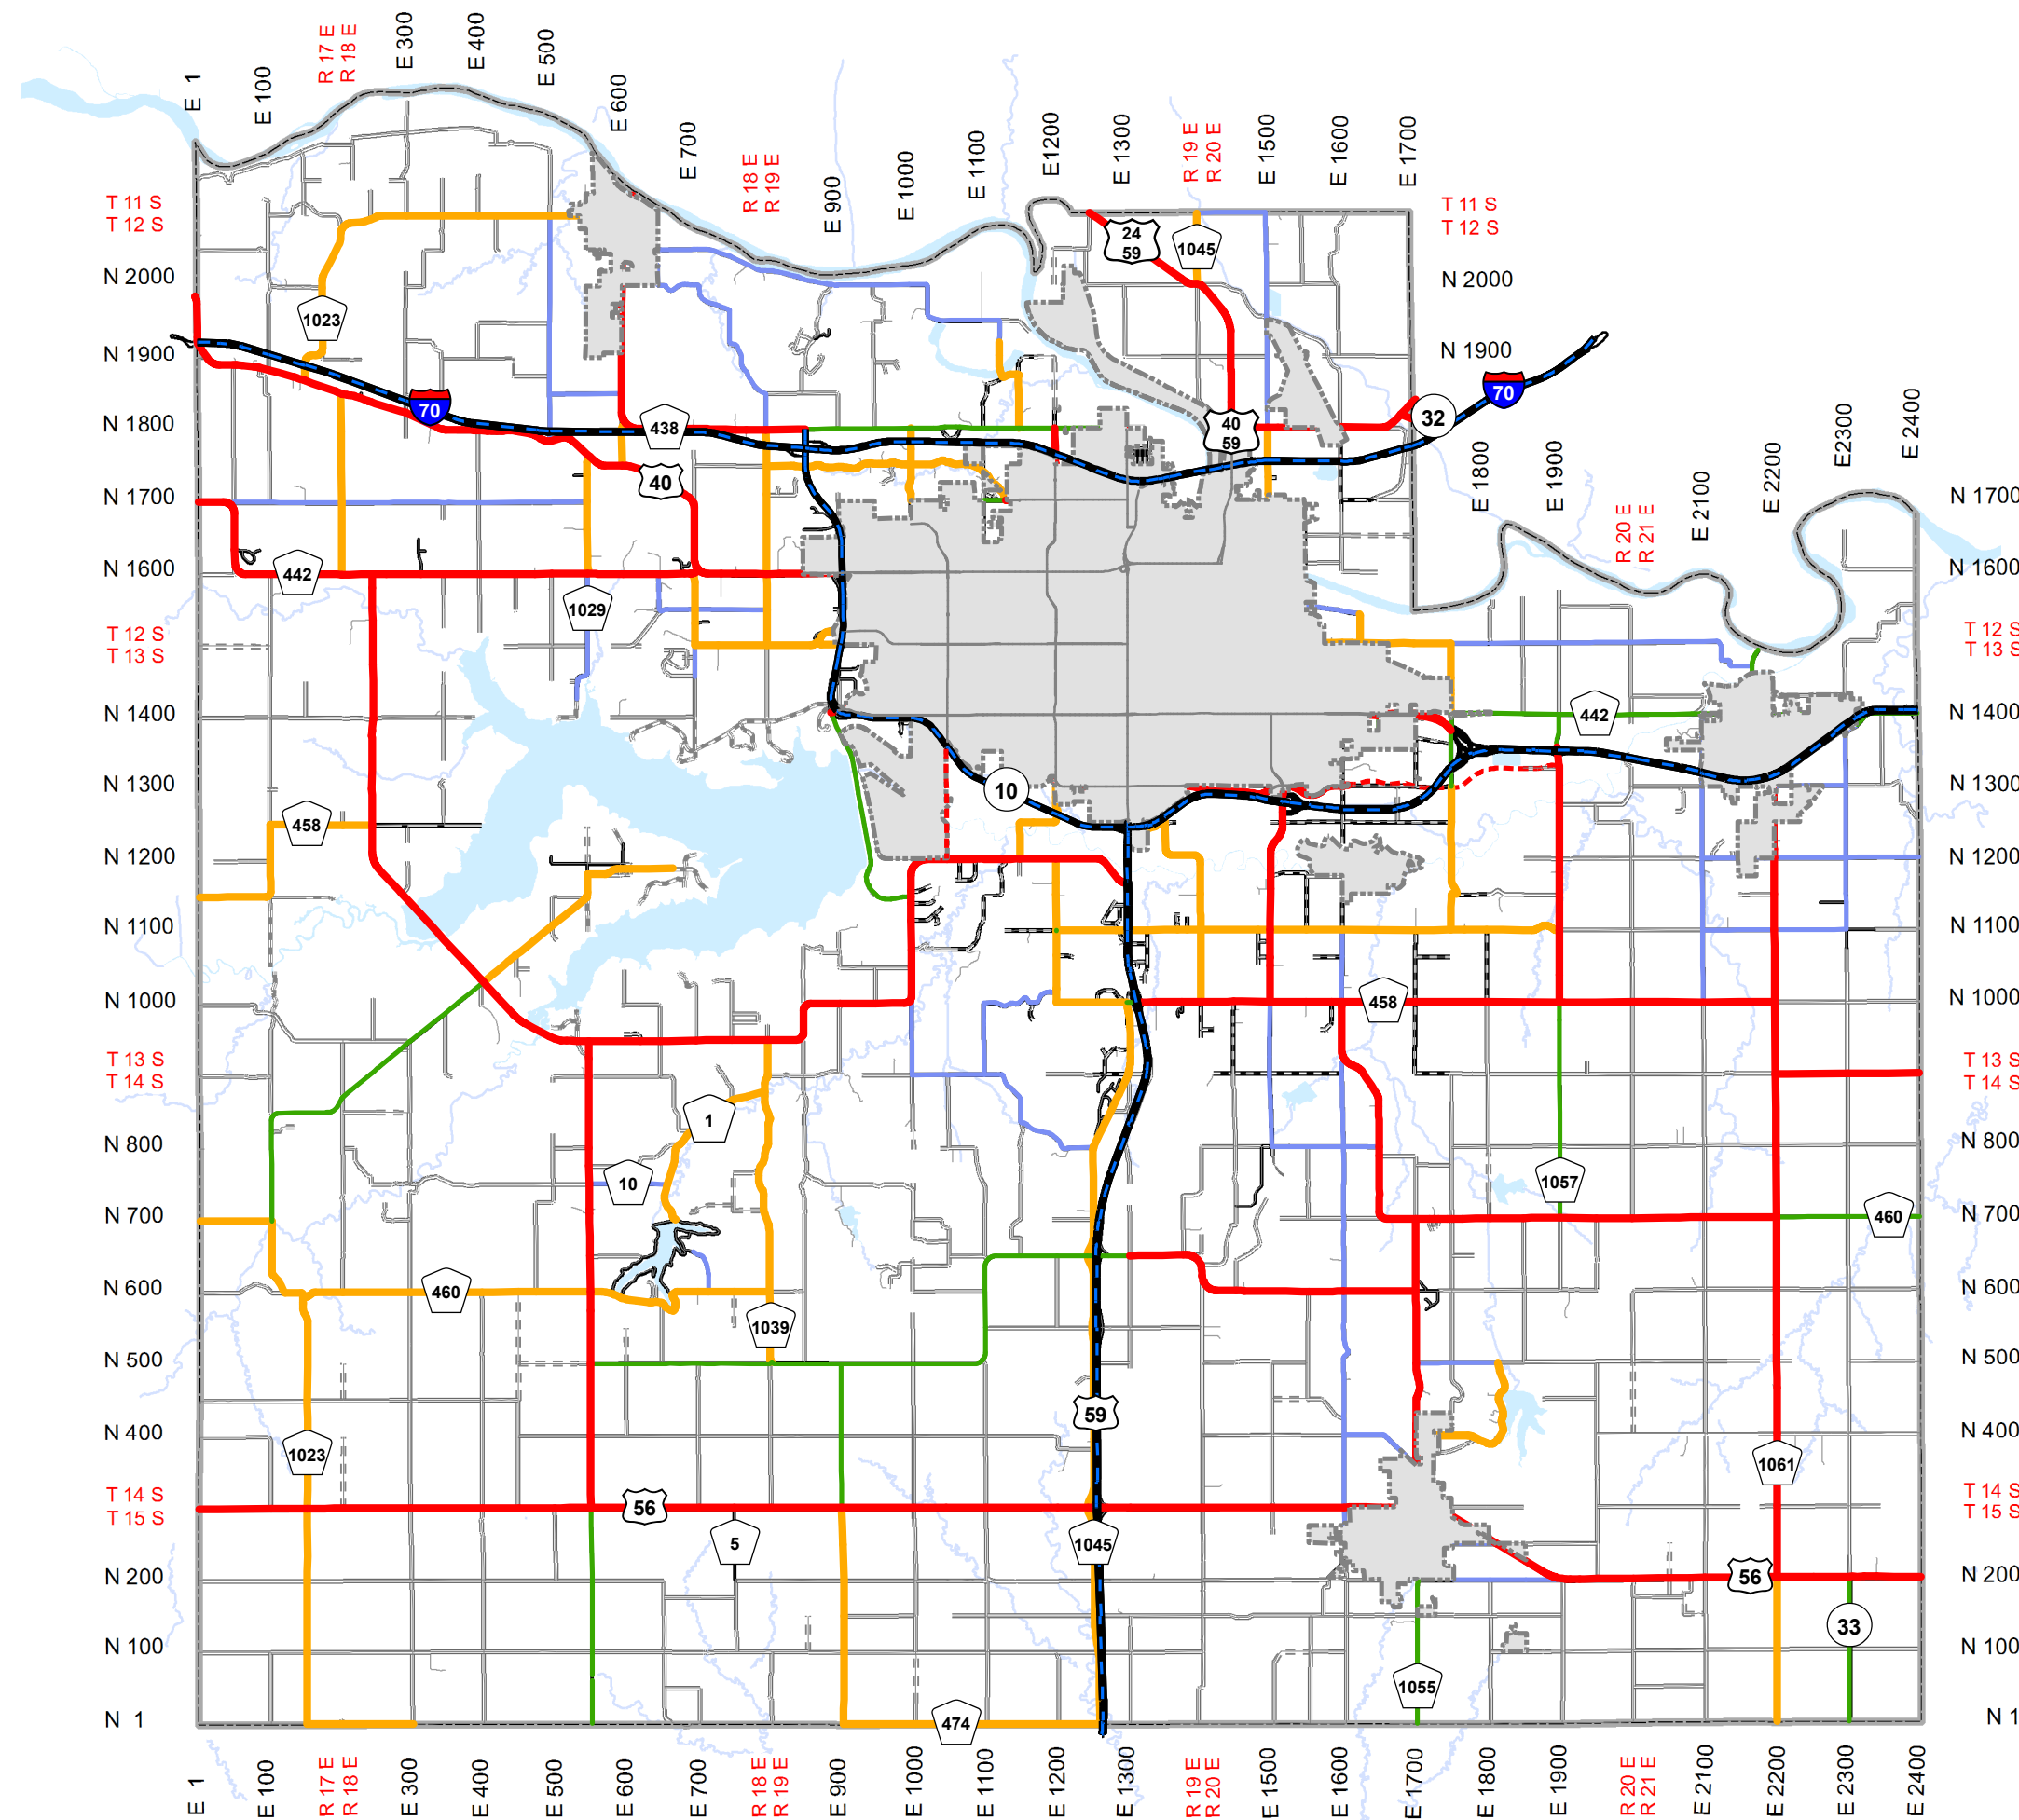 E 1
E 100
R 17 E
R 18 E
E 300
E 400
E 500
E 600
E 700
R 18 E
R 19 E
E 900
E 1000
E 1100
E1200
E 1300
R 19 E
R 20 E
E 1500
E 1600
E 1700
T 11 S
T 12 S
T 11 S
T 12 S
24
59
1045
N 2000
N 2000
1023
N 1900
N 1900
70
70
32
N 1800
438
40
59
E 1800
E 1900
E 2100
E 2200
E2300
E 2400
40
N 1700
N 1700
R 20 E
R 21 E
N 1600
442
N 1600
1029
T 12 S
T 13 S
T 12 S
T 13 S
N 1400
442
N 1400
N 1300
10
N 1300
458
N 1200
N 1200
N 1100
N 1100
N 1000
458
N 1000
T 13 S
T 14 S
T 13 S
T 14 S
1
N 800
N 800
10
1057
N 700
460
N 700
N 600
460
N 600
1039
N 500
N 500
59
N 400
N 400
1023
1061
T 14 S
T 15 S
56
T 14 S
T 15 S
5
1045
N 200
56
N 200
33
N 100
N 100
1055
N 1
474
N 1
E 1
E 100
R 17 E
R 18 E
E 300
E 400
E 500
E 600
E 700
R 18 E
R 19 E
E 900
E 1000
E 1100
E 1200
E 1300
R 19 E
R 20 E
E 1500
E 1600
E 1700
E 1800
E 1900
R 20 E
R 21 E
E 2100
E 2200
E 2300
E 2400